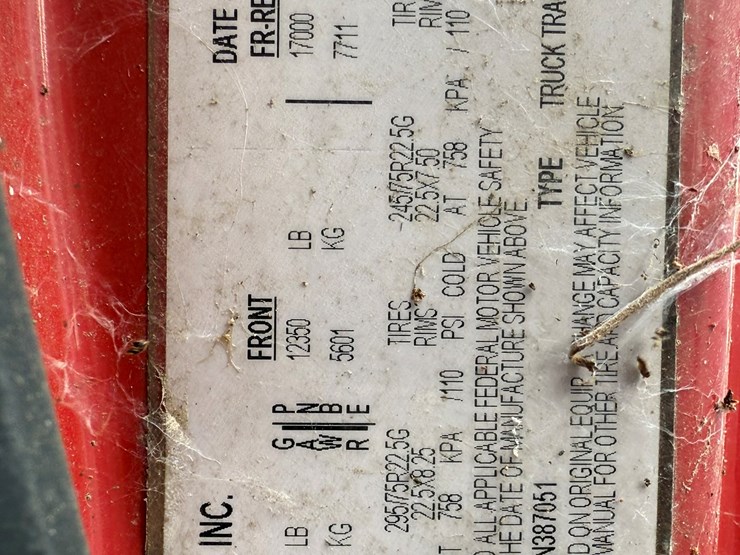 INC. DATE
G P FRONT FR-RE
LB A N 12350 LB 17000
W B
KG R E 5601 KG 7711
295/75R22.5G TIRES 245/75R22.5G TIR
22.5X8.25 RIMS 22.5X7.50 RIM
T 758 KPA /110 PSI COLD AT 758 KPA / 110
ALL APPLICABLE FEDERAL MOTOR VEHICLE SAFETY
HE DATE OF MANUFACTURE SHOWN ABOVE.
N387051 TYPE TRUCK TRA
D ON ORIGINAL EQUIP HANGE MAY AFFECT VEHICLE
MANUAL FOR OTHER TIRE AND CAPACITY INFORMATION